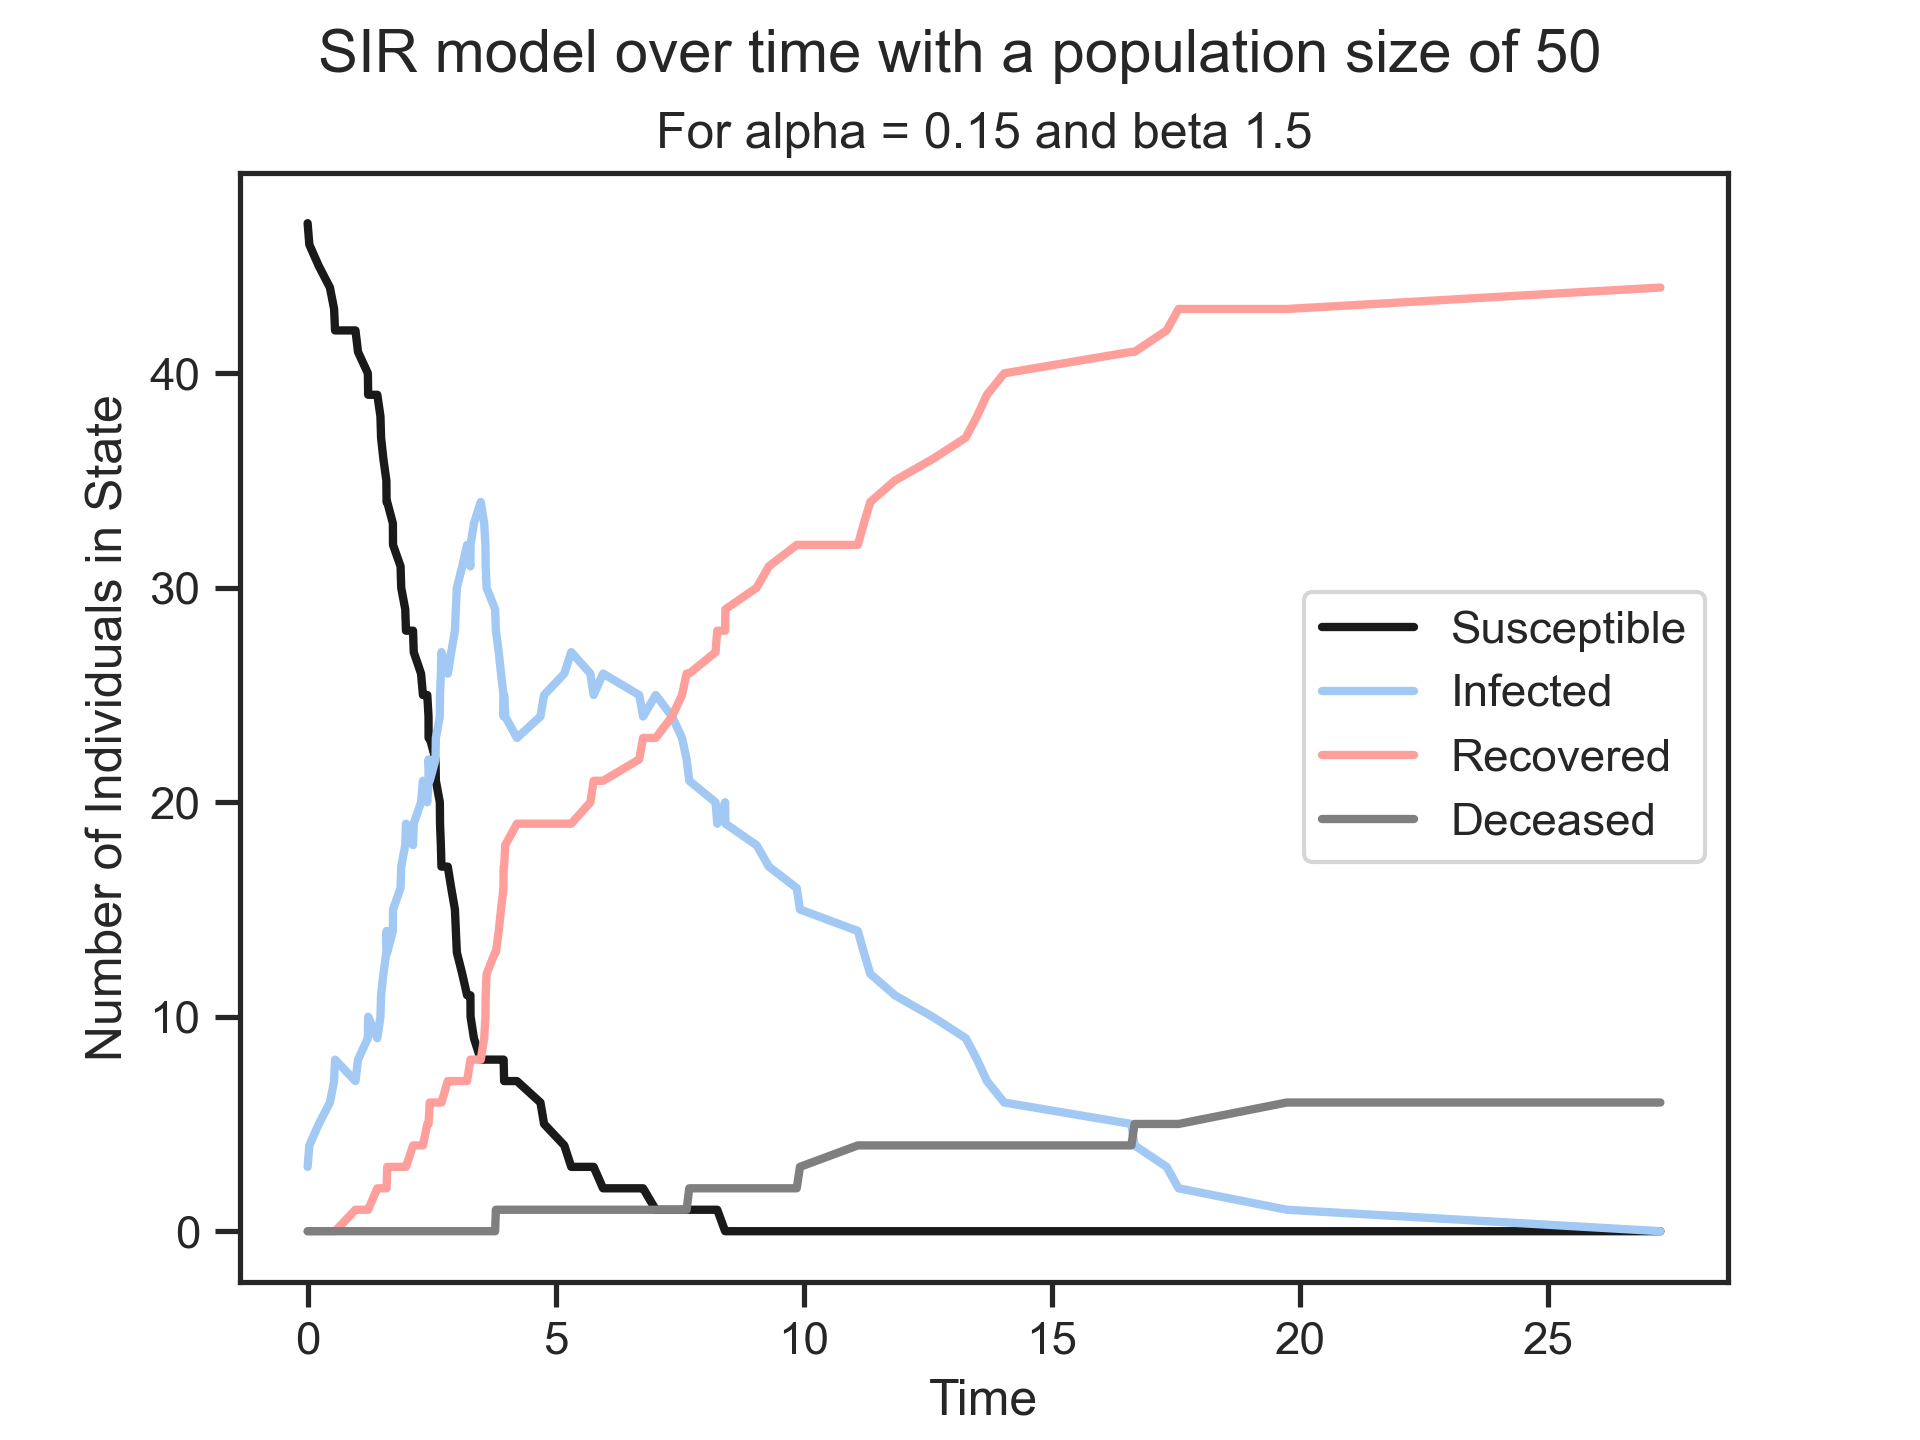 SIR model over time with a population size of 50
For alpha = 0.15 and beta 1.5
Number of Individuals in State
40
30
20
10
0
Susceptible
Infected
Recovered
Deceased
0 5 10 15 20 25
Time